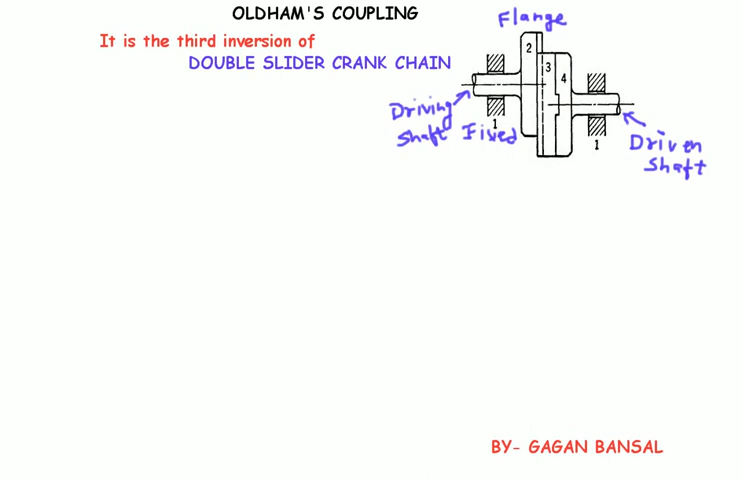 OLDHAM'S COUPLING
It is the third inversion of
DOUBLE SLIDER CRANK CHAIN
Flange
2
3
4
Driving
Shaft
1
Fixed
1
Driven
Shaft
BY- GAGAN BANSAL